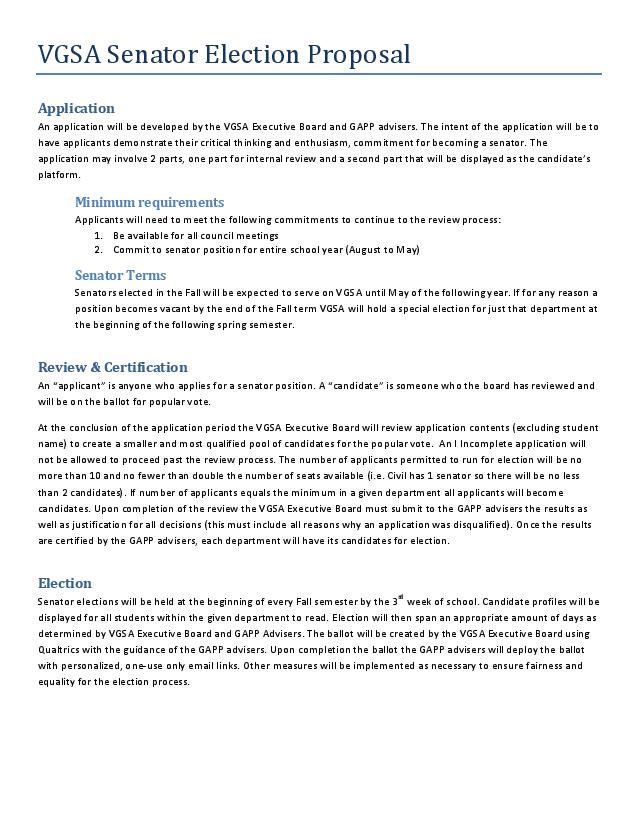 VGSA Senator Election Proposal
Application
An application will be developed by the VGSA Executive Board and GAPP advisers. The intent of the application will be to
have applicants demonstrate their critical thinking and enthusiasm, commitment for becoming a senator. The
application may involve 2 parts, one part for internal review and a second part that will be displayed as the candidate's
platform.
Minimum requirements
Applicants will need to meet the following commitments to continue to the review process:
1. Be available for all council meetings
2. Commit to senator position for entire school year (August to May)
Senator Terms
Senators elected in the Fall will be expected to serve on VGSA until May of the following year. If for any reason a
position becomes vacant by the end of the Fall term VGSA will hold a special election for just that department at
the beginning of the following spring semester.
Review & Certification
An “applicant” is anyone who applies for a senator position. A “candidate” is someone who the board has reviewed and
will be on the ballot for popular vote.
At the conclusion of the application period the VGSA Executive Board will review application contents (excluding student
name) to create a smaller and most qualified pool of candidates for the popular vote. An I Incomplete application will
not be allowed to proceed past the review process. The number of applicants permitted to run for election will be no
more than 10 and no fewer than double the number of seats available (i.e. Civil has 1 senator so there will be no less
than 2 candidates). If number of applicants equals the minimum in a given department all applicants will become
candidates. Upon completion of the review the VGSA Executive Board must submit to the GAPP advisers the results as
well as justification for all decisions (this must include all reasons why an application was disqualified). Once the results
are certified by the GAPP advisers, each department will have its candidates for election.
Election
Senator elections will be held at the beginning of every Fall semester by the 3rd week of school. Candidate profiles will be
displayed for all students within the given department to read. Election will then span an appropriate amount of days as
determined by VGSA Executive Board and GAPP Advisers. The ballot will be created by the VGSA Executive Board using
Qualtrics with the guidance of the GAPP advisers. Upon completion the ballot the GAPP advisers will deploy the ballot
with personalized, one-use only email links. Other measures will be implemented as necessary to ensure fairness and
equality for the election process.